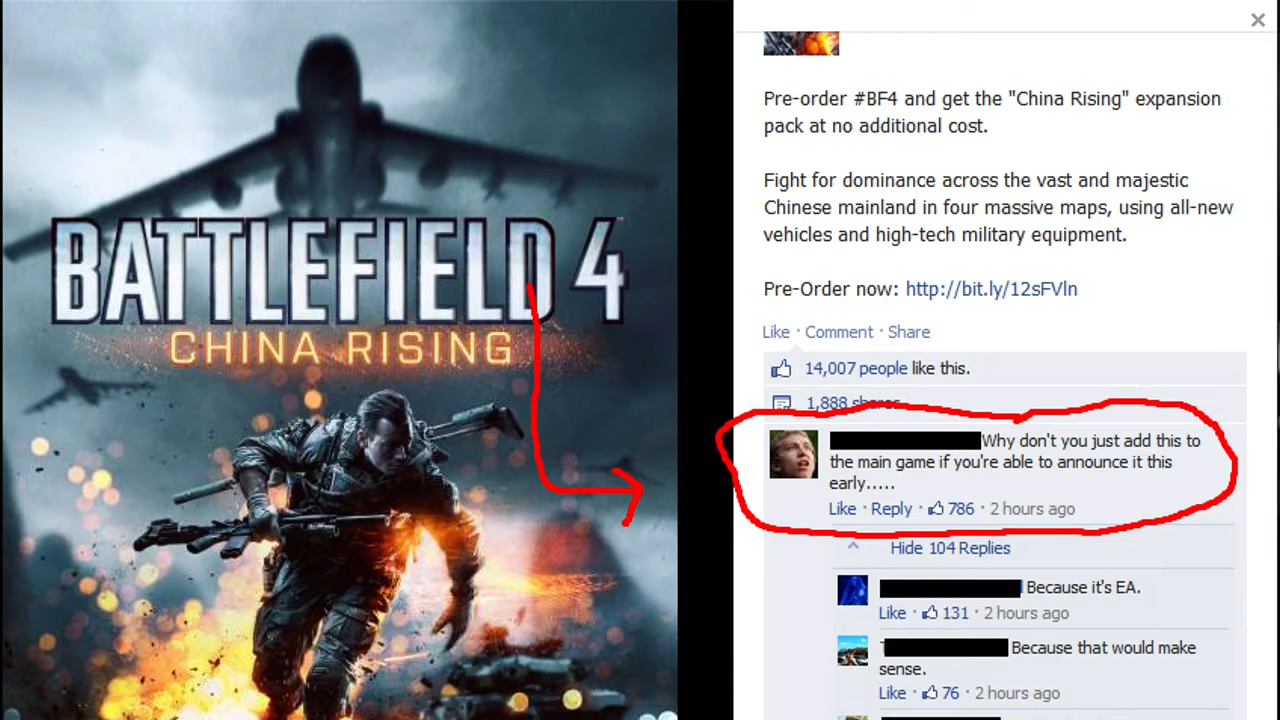 BATTLEFIELD 4
CHINA RISING
Pre-order #BF4 and get the "China Rising" expansion
pack at no additional cost.
Fight for dominance across the vast and majestic
Chinese mainland in four massive maps, using all-new
vehicles and high-tech military equipment.
Pre-Order now: http://bit.ly/12sFVln
Like · Comment · Share
14,007 people like this.
1,888 shares
Why don't you just add this to
the main game if you're able to announce it this
early.....
Like · Reply · 786 · 2 hours ago
Hide 104 Replies
Because it's EA.
Like · 131 · 2 hours ago
Because that would make
sense.
Like · 76 · 2 hours ago